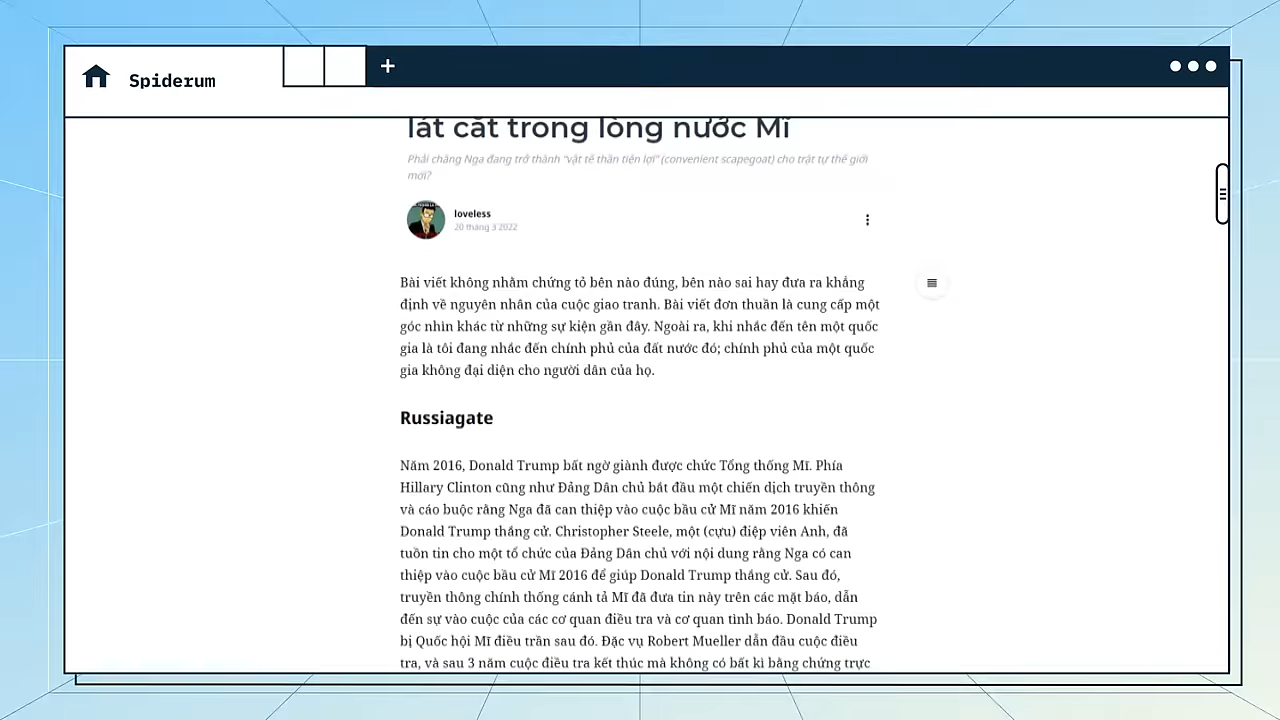 Spiderum
lát cắt trong lòng nước Mĩ
Phải chăng Nga đang trở thành "vật tế thần tiện lợi" (convenient scapegoat) cho trật tự thế giới
mới?
loveless
20 tháng 3 2022
Bài viết không nhằm chứng tỏ bên nào đúng, bên nào sai hay đưa ra khẳng
định về nguyên nhân của cuộc giao tranh. Bài viết đơn thuần là cung cấp một
góc nhìn khác từ những sự kiện gần đây. Ngoài ra, khi nhắc đến tên một quốc
gia là tôi đang nhắc đến chính phủ của đất nước đó; chính phủ của một quốc
gia không đại diện cho người dân của họ.
Russiagate
Năm 2016, Donald Trump bất ngờ giành được chức Tổng thống Mĩ. Phía
Hillary Clinton cũng như Đảng Dân chủ bắt đầu một chiến dịch truyền thông
và cáo buộc rằng Nga đã can thiệp vào cuộc bầu cử Mĩ năm 2016 khiến
Donald Trump thắng cử. Christopher Steele, một (cựu) điệp viên Anh, đã
tuồn tin cho một tổ chức của Đảng Dân chủ với nội dung rằng Nga có can
thiệp vào cuộc bầu cử Mĩ 2016 để giúp Donald Trump thắng cử. Sau đó,
truyền thông chính thống cánh tả Mĩ đã đưa tin này trên các mặt báo, dẫn
đến sự vào cuộc của các cơ quan điều tra và cơ quan tình báo. Donald Trump
bị Quốc hội Mĩ điều trần sau đó. Đặc vụ Robert Mueller dẫn đầu cuộc điều
tra, và sau 3 năm cuộc điều tra kết thúc mà không có bất kì bằng chứng trực